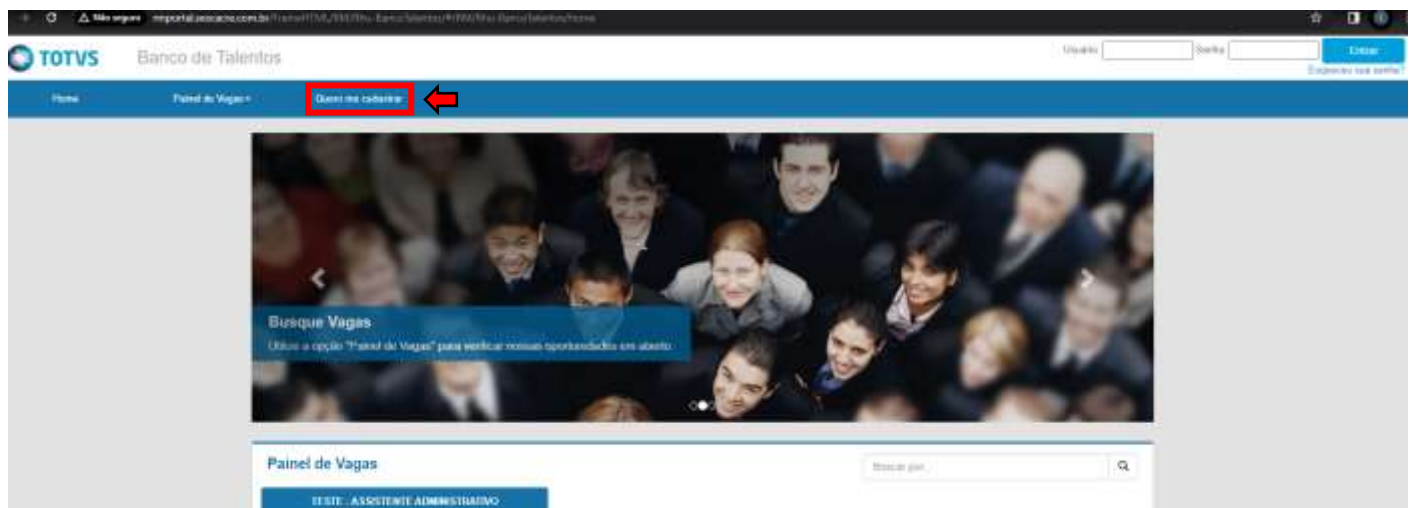 Não seguro
TOTVS
Banco de Talentos
Usuário
Senha
Entrar
Esqueceu sua senha?
Home
Painel de Vagas
Quero me cadastrar
Busque Vagas
Utilize a opção "Painel de Vagas" para verificar nossas oportunidades em aberto.
Painel de Vagas
Buscar por...
TESTE - ASSISTENTE ADMINISTRATIVO